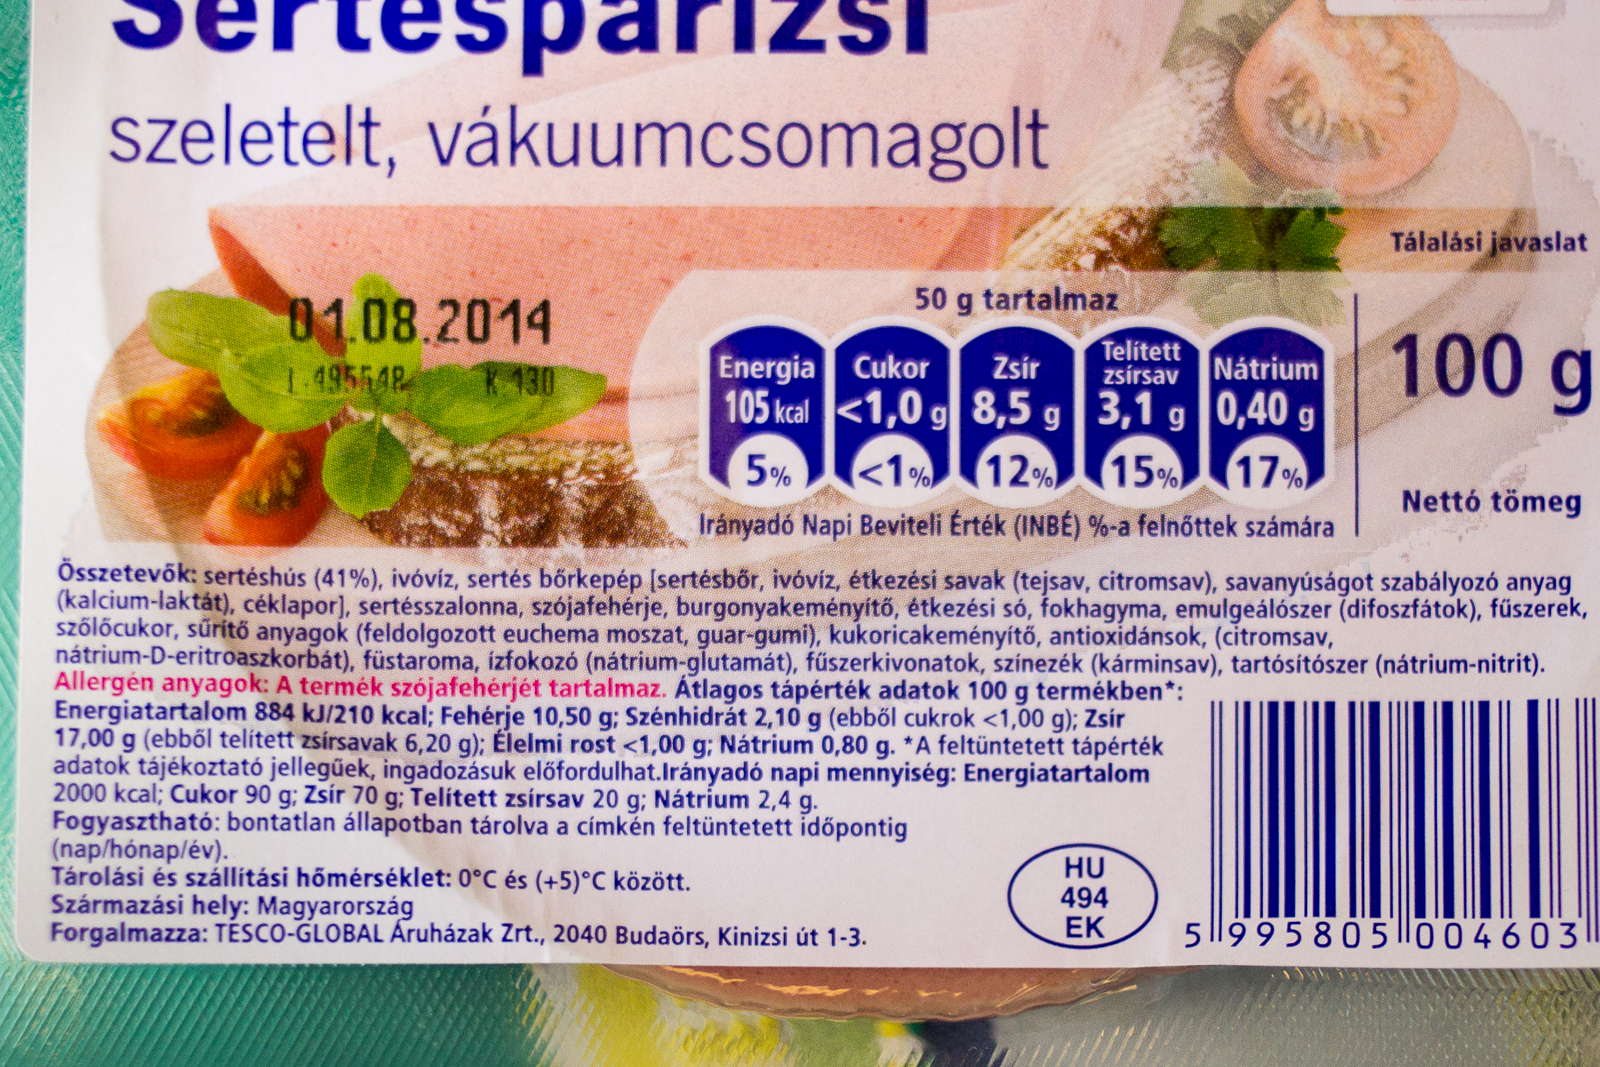 Sertéspárizsi
szeletelt, vákuumcsomagolt
Tálalási javaslat
01.08.2014
L.495548 K 130
50 g tartalmaz
Energia
105 kcal
5%
Cukor
<1,0 g
<1%
Zsír
8,5 g
12%
Telített
zsírsav
3,1 g
15%
Nátrium
0,40 g
17%
100 g
Nettó tömeg
Irányadó Napi Beviteli Érték (INBÉ) %-a felnőttek számára
Összetevők: sertéshús (41%), ivóvíz, sertés bőrkepép [sertésbőr, ivóvíz, étkezési savak (tejsav, citromsav), savanyúságot szabályozó anyag
(kalcium-laktát), céklapor], sertésszalonna, szójafehérje, burgonyakeményítő, étkezési só, fokhagyma, emulgeálószer (difoszfátok), fűszerek,
szőlőcukor, sűrítő anyagok (feldolgozott euchema moszat, guar-gumi), kukoricakeményítő, antioxidánsok, (citromsav,
nátrium-D-eritroaszkorbát), füstaroma, ízfokozó (nátrium-glutamát), fűszerkivonatok, színezék (kárminsav), tartósítószer (nátrium-nitrit).
Allergén anyagok: A termék szójafehérjét tartalmaz. Átlagos tápérték adatok 100 g termékben*:
Energiatartalom 884 kJ/210 kcal; Fehérje 10,50 g; Szénhidrát 2,10 g (ebből cukrok <1,00 g); Zsír
17,00 g (ebből telített zsírsavak 6,20 g); Élelmi rost <1,00 g; Nátrium 0,80 g. *A feltüntetett tápérték
adatok tájékoztató jellegűek, ingadozásuk előfordulhat.Irányadó napi mennyiség: Energiatartalom
2000 kcal; Cukor 90 g; Zsír 70 g; Telített zsírsav 20 g; Nátrium 2,4 g.
Fogyasztható: bontatlan állapotban tárolva a címkén feltüntetett időpontig
(nap/hónap/év).
Tárolási és szállítási hőmérséklet: 0°C és (+5)°C között.
Származási hely: Magyarország
Forgalmazza: TESCO-GLOBAL Áruházak Zrt., 2040 Budaörs, Kinizsi út 1-3.
HU
494
EK
5 995805 004603